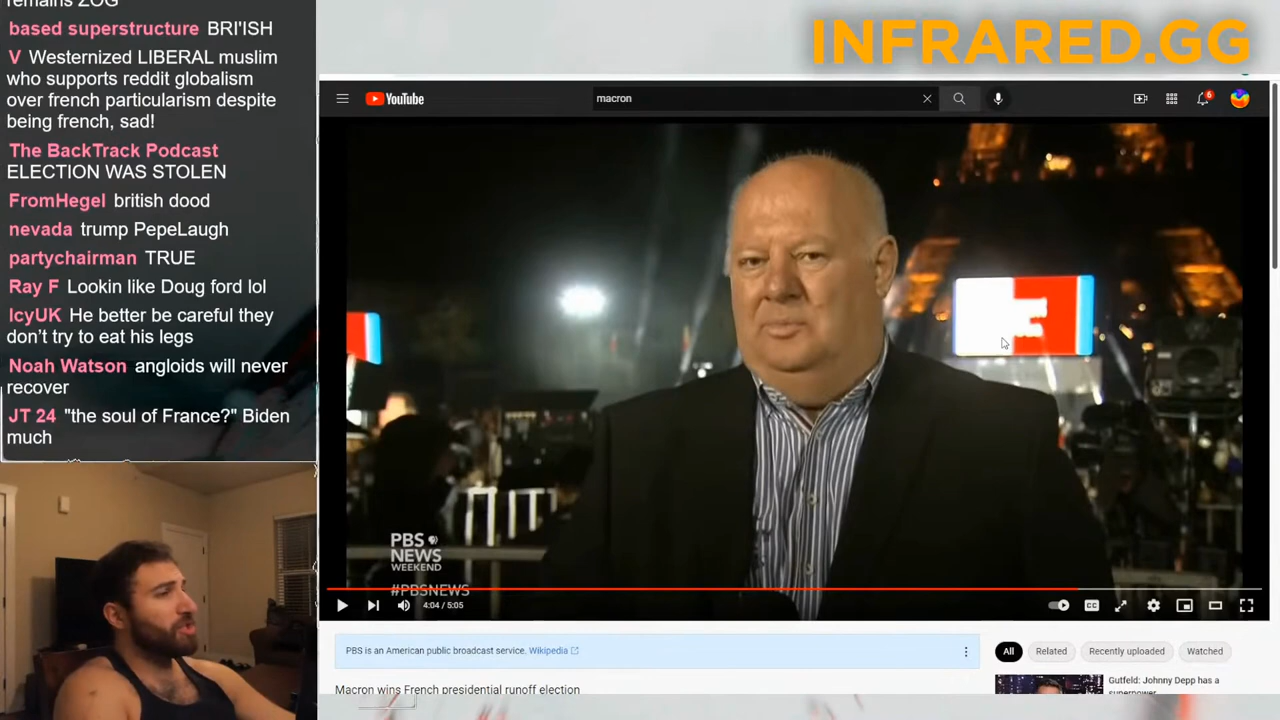 remains ZOG
based superstructure BRI'ISH
V Westernized LIBERAL muslim
who supports reddit globalism
over french particularism despite
being french, sad!
The BackTrack Podcast
ELECTION WAS STOLEN
FromHegel british dood
nevada trump PepeLaugh
partychairman TRUE
Ray F Lookin like Doug ford lol
IcyUK He better be careful they
don't try to eat his legs
Noah Watson angloids will never
recover
JT 24 "the soul of France?" Biden
much
INFRARED.GG
YouTube
macron
6
PBS
NEWS
WEEKEND
#PBSNEWS
4:04 / 5:05
CC
PBS is an American public broadcast service. Wikipedia
Macron wins French presidential runoff election
All
Related
Recently uploaded
Watched
Gutfeld: Johnny Depp has a
superpower